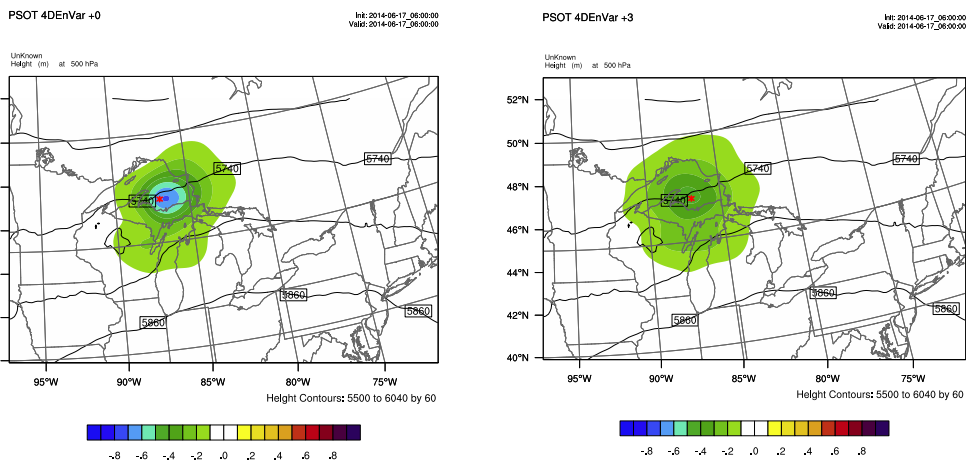 PSOT 4DEnVar +0
Init: 2014-06-17_06:00:00
Valid: 2014-06-17_06:00:00
UnKnown
Height (m) at 500 hPa
5740
5740
5740
5860
5860
5860
95°W 90°W 85°W 80°W 75°W
Height Contours: 5500 to 6040 by 60
-.8 -.6 -.4 -.2 .0 .2 .4 .6 .8
PSOT 4DEnVar +3
Init: 2014-06-17_06:00:00
Valid: 2014-06-17_06:00:00
UnKnown
Height (m) at 500 hPa
52°N
50°N
48°N
46°N
44°N
42°N
40°N
5740
5740
5740
5860
5860
5860
95°W 90°W 85°W 80°W 75°W
Height Contours: 5500 to 6040 by 60
-.8 -.6 -.4 -.2 .0 .2 .4 .6 .8